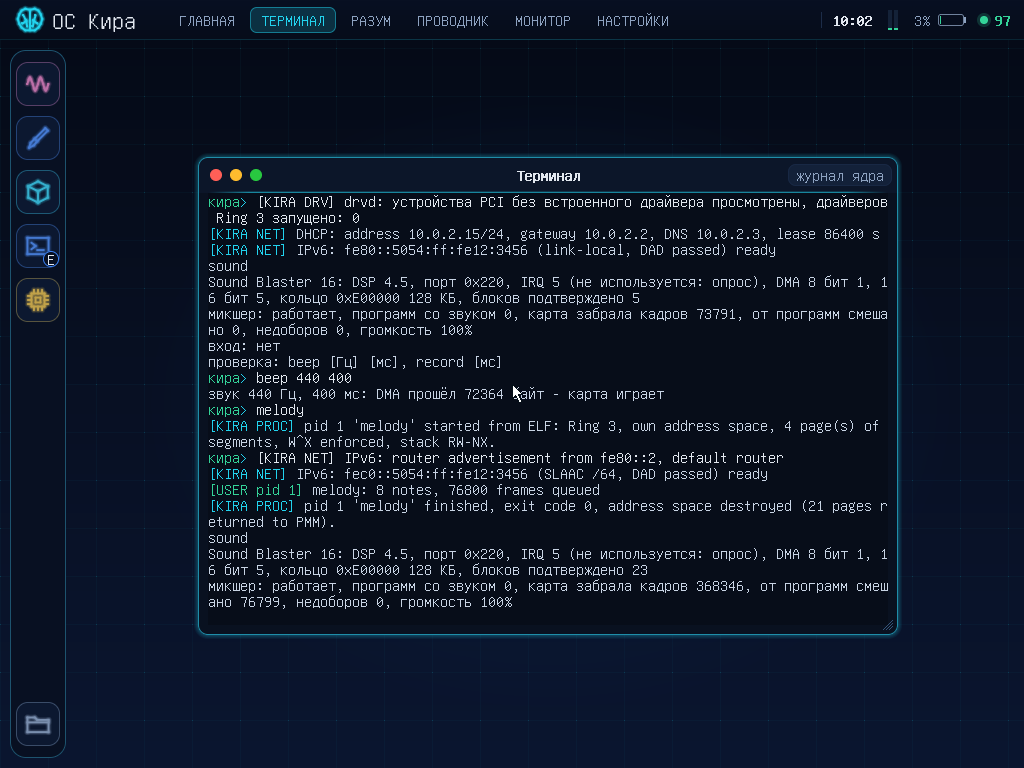 ОС Кира
ГЛАВНАЯ
ТЕРМИНАЛ
РАЗУМ
ПРОВОДНИК
МОНИТОР
НАСТРОЙКИ
10:02
3%
97
E
Терминал
журнал ядра
кира> [KIRA DRV] drvd: устройства PCI без встроенного драйвера просмотрены, драйверов
Ring 3 запущено: 0
[KIRA NET] DHCP: address 10.0.2.15/24, gateway 10.0.2.2, DNS 10.0.2.3, lease 86400 s
[KIRA NET] IPv6: fe80::5054:ff:fe12:3456 (link-local, DAD passed) ready
sound
Sound Blaster 16: DSP 4.5, порт 0x220, IRQ 5 (не используется: опрос), DMA 8 бит 1, 1
6 бит 5, кольцо 0xE00000 128 КБ, блоков подтверждено 5
микшер: работает, программ со звуком 0, карта забрала кадров 73791, от программ смеша
но 0, недоборов 0, громкость 100%
вход: нет
проверка: beep [Гц] [мс], record [мс]
кира> beep 440 400
звук 440 Гц, 400 мс: DMA прошёл 72364 байт - карта играет
кира> melody
[KIRA PROC] pid 1 'melody' started from ELF: Ring 3, own address space, 4 page(s) of
segments, W^X enforced, stack RW-NX.
кира> [KIRA NET] IPv6: router advertisement from fe80::2, default router
[KIRA NET] IPv6: fec0::5054:ff:fe12:3456 (SLAAC /64, DAD passed) ready
[USER pid 1] melody: 8 notes, 76800 frames queued
[KIRA PROC] pid 1 'melody' finished, exit code 0, address space destroyed (21 pages r
eturned to PMM).
sound
Sound Blaster 16: DSP 4.5, порт 0x220, IRQ 5 (не используется: опрос), DMA 8 бит 1, 1
6 бит 5, кольцо 0xE00000 128 КБ, блоков подтверждено 23
микшер: работает, программ со звуком 0, карта забрала кадров 368346, от программ смеш
ано 76799, недоборов 0, громкость 100%